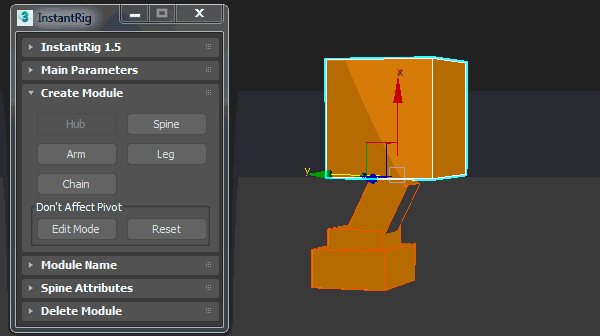 3 InstantRig
InstantRig 1.5
Main Parameters
Create Module
Hub Spine
Arm Leg
Chain
Don't Affect Pivot
Edit Mode Reset
Module Name
Spine Attributes
Delete Module
x
y